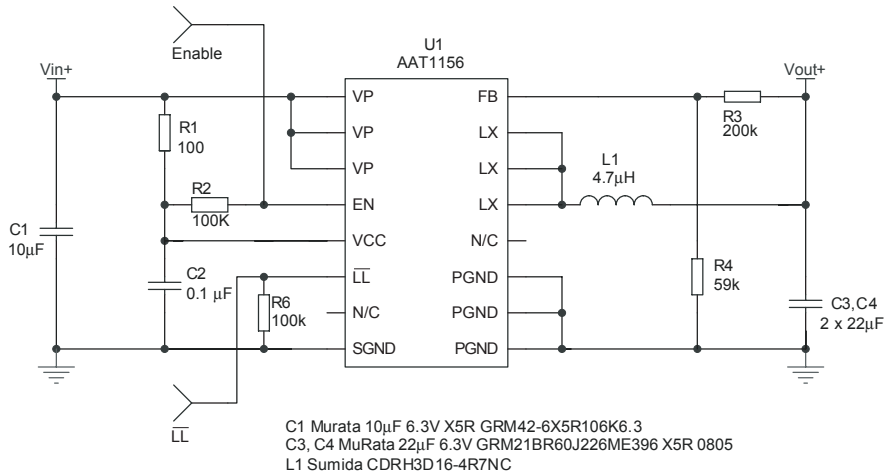 Enable
U1
AAT1156
Vin+
Vout+
VP
FB
R1
100
VP
LX
R3
200k
VP
LX
L1
4.7μH
R2
100K
EN
LX
C1
10μF
VCC
N/C
C2
0.1 μF
LL
PGND
R4
59k
R6
100k
N/C
PGND
C3,C4
2 x 22μF
SGND
PGND
LL
C1 Murata 10μF 6.3V X5R GRM42-6X5R106K6.3
C3, C4 MuRata 22μF 6.3V GRM21BR60J226ME396 X5R 0805
L1 Sumida CDRH3D16-4R7NC